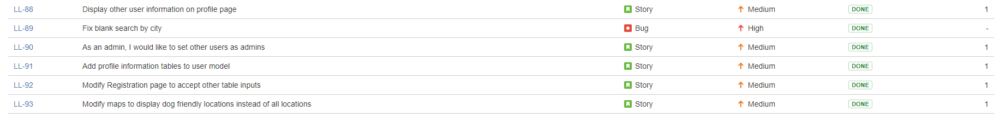 LL-88 Display other user information on profile page Story Medium DONE 1
LL-89 Fix blank search by city Bug High DONE -
LL-90 As an admin, I would like to set other users as admins Story Medium DONE 1
LL-91 Add profile information tables to user model Story Medium DONE 1
LL-92 Modify Registration page to accept other table inputs Story Medium DONE 1
LL-93 Modify maps to display dog friendly locations instead of all locations Story Medium DONE 1